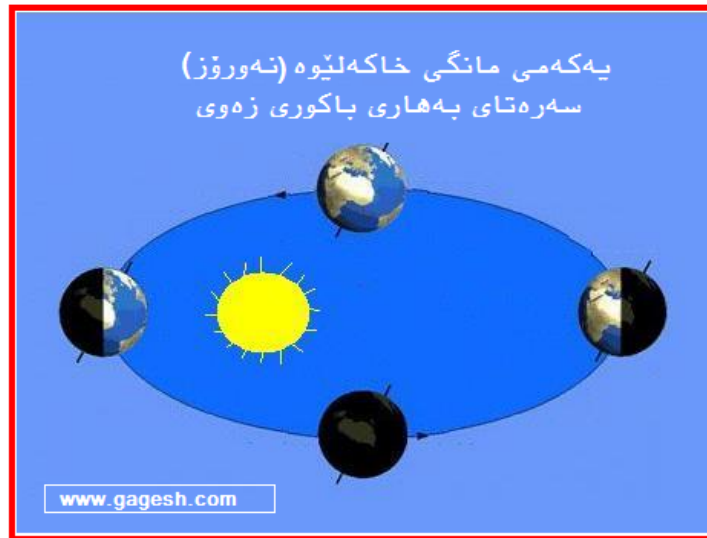 یەکەمی مانگی خاکەلێوە (نەورۆز)
سەرەتای بەهاری باکوری زەوی
www.gagesh.com